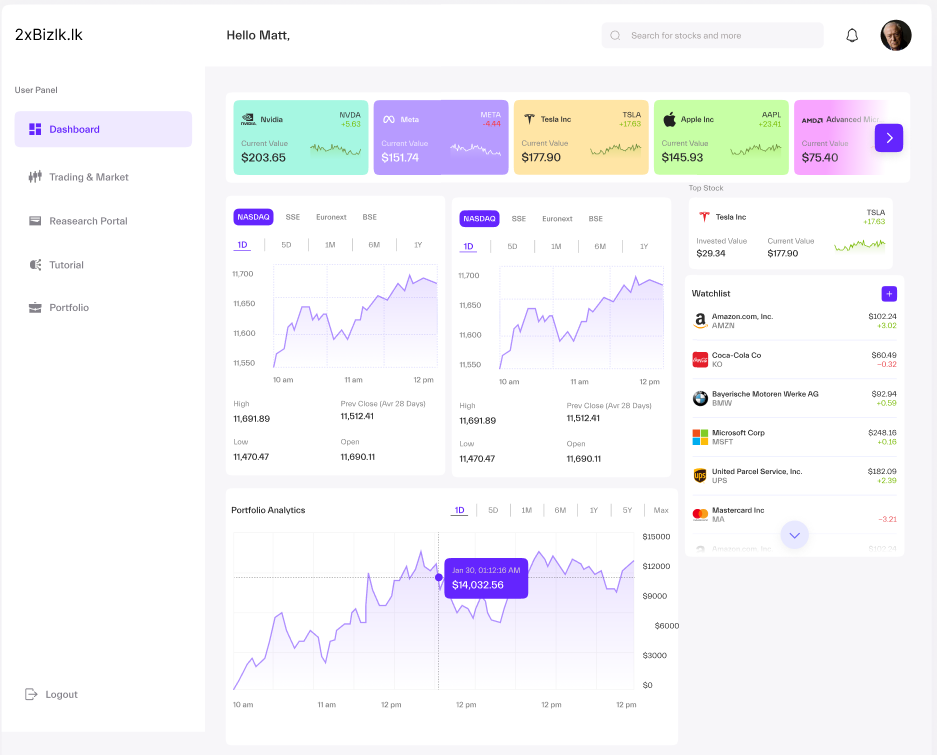 2xBizlk.lk
Hello Matt,
Search for stocks and more
User Panel
Dashboard
Trading & Market
Reasearch Portal
Tutorial
Portfolio
Logout
Nvidia
NVDA
+5.63
Current Value
$203.65
Meta
META
-4.44
Current Value
$151.74
Tesla Inc
TSLA
+17.63
Current Value
$177.90
Apple Inc
AAPL
+23.41
Current Value
$145.93
AMD Advanced Micr
Current Value
$75.40
NASDAQ SSE Euronext BSE
1D 5D 1M 6M 1Y
11,700
11,650
11,600
11,550
10 am 11 am 12 pm
High
11,691.89
Prev Close (Avr 28 Days)
11,512.41
Low
11,470.47
Open
11,690.11
NASDAQ SSE Euronext BSE
1D 5D 1M 6M 1Y
11,700
11,650
11,600
11,550
10 am 11 am 12 pm
High
11,691.89
Prev Close (Avr 28 Days)
11,512.41
Low
11,470.47
Open
11,690.11
Top Stock
Tesla Inc
TSLA
+17.63
Invested Value
$29.34
Current Value
$177.90
Watchlist
+
Amazon.com, Inc.
AMZN
$102.24
+3.02
Coca-Cola Co
KO
$60.49
−0.32
Bayerische Motoren Werke AG
BMW
$92.94
+0.59
Microsoft Corp
MSFT
$248.16
+0.16
ups
United Parcel Service, Inc.
UPS
$182.09
+2.39
Mastercard Inc
MA
−3.21
Amazon.com, Inc.
$102.24
Portfolio Analytics
1D 5D 1M 6M 1Y 5Y Max
$15000
$12000
$9000
$6000
$3000
$0
Jan 30, 01:12:16 AM
$14,032.56
10 am 11 am 12 pm 12 pm 12 pm 12 pm